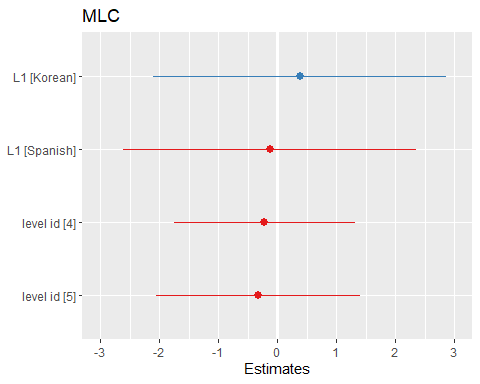 MLC
L1 [Korean]
L1 [Spanish]
level id [4]
level id [5]
-3 -2 -1 0 1 2 3
Estimates